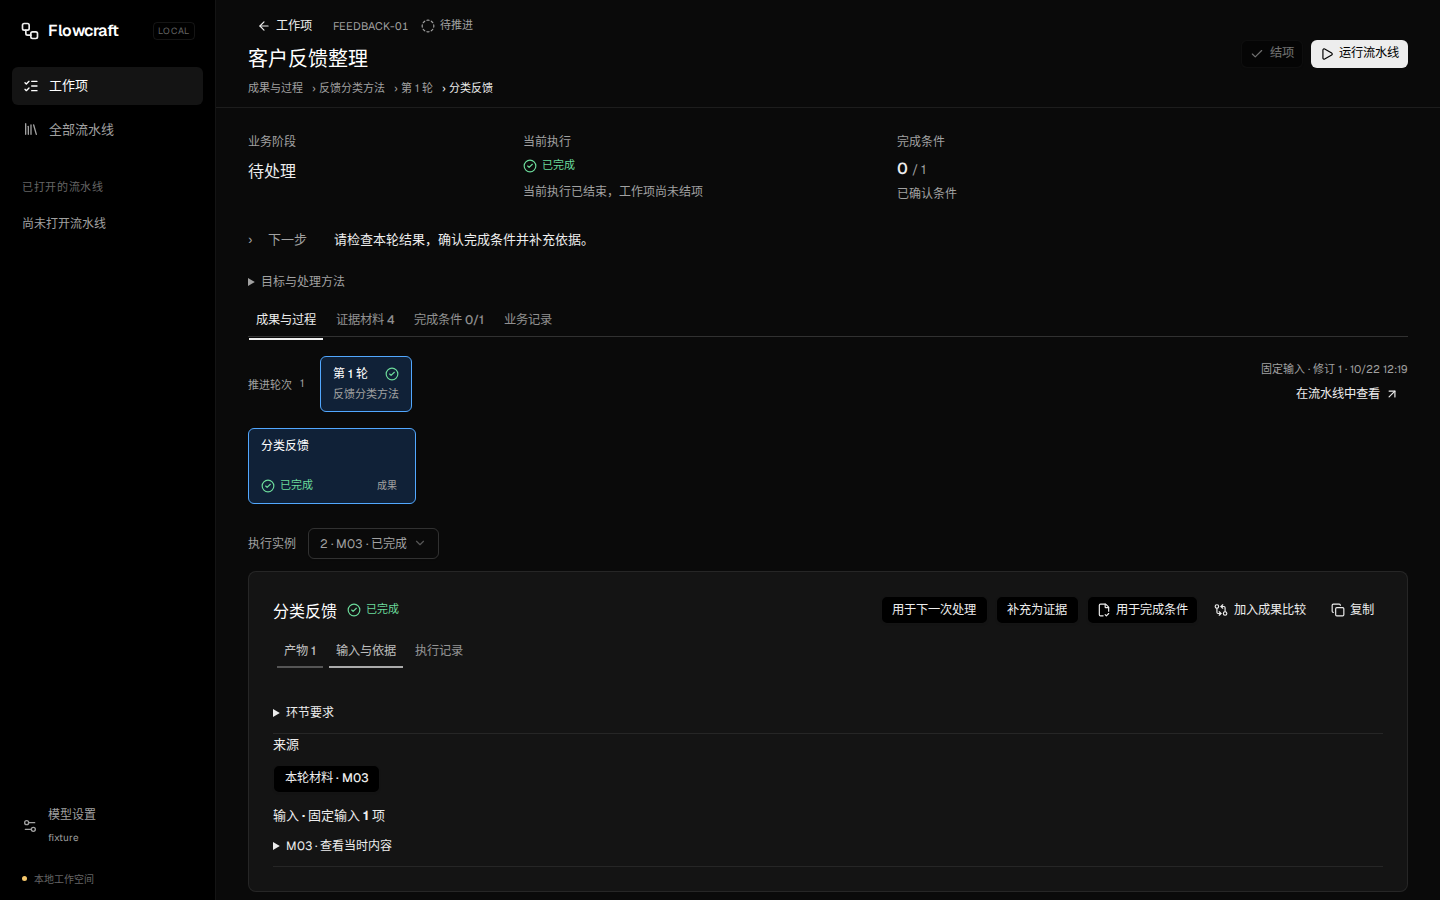 Flowcraft LOCAL
工作项
全部流水线
已打开的流水线
尚未打开流水线
模型设置
fixture
本地工作空间
工作项 FEEDBACK-01 待推进
客户反馈整理
成果与过程 › 反馈分类方法 › 第 1 轮 › 分类反馈
结项 运行流水线
业务阶段
待处理
当前执行
已完成
当前执行已结束，工作项尚未结项
完成条件
0 / 1
已确认条件
› 下一步 请检查本轮结果，确认完成条件并补充依据。
目标与处理方法
成果与过程 证据材料 4 完成条件 0/1 业务记录
推进轮次 1
第 1 轮
反馈分类方法
固定输入 · 修订 1 · 10/22 12:19
在流水线中查看
分类反馈
已完成 成果
执行实例 2 · M03 · 已完成
分类反馈 已完成
用于下一次处理 补充为证据 用于完成条件 加入成果比较 复制
产物 1 输入与依据 执行记录
环节要求
来源
本轮材料 · M03
输入 · 固定输入 1 项
M03 · 查看当时内容